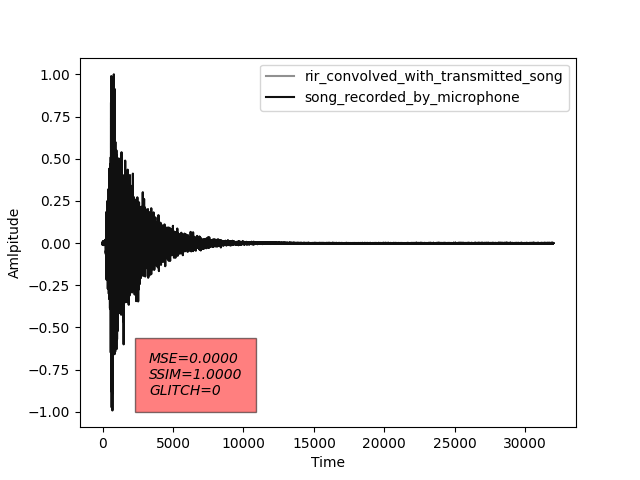 rir_convolved_with_transmitted_song
song_recorded_by_microphone
1.00
0.75
0.50
0.25
0.00
−0.25
−0.50
−0.75
−1.00
Amlpitude
MSE=0.0000
SSIM=1.0000
GLITCH=0
0 5000 10000 15000 20000 25000 30000
Time